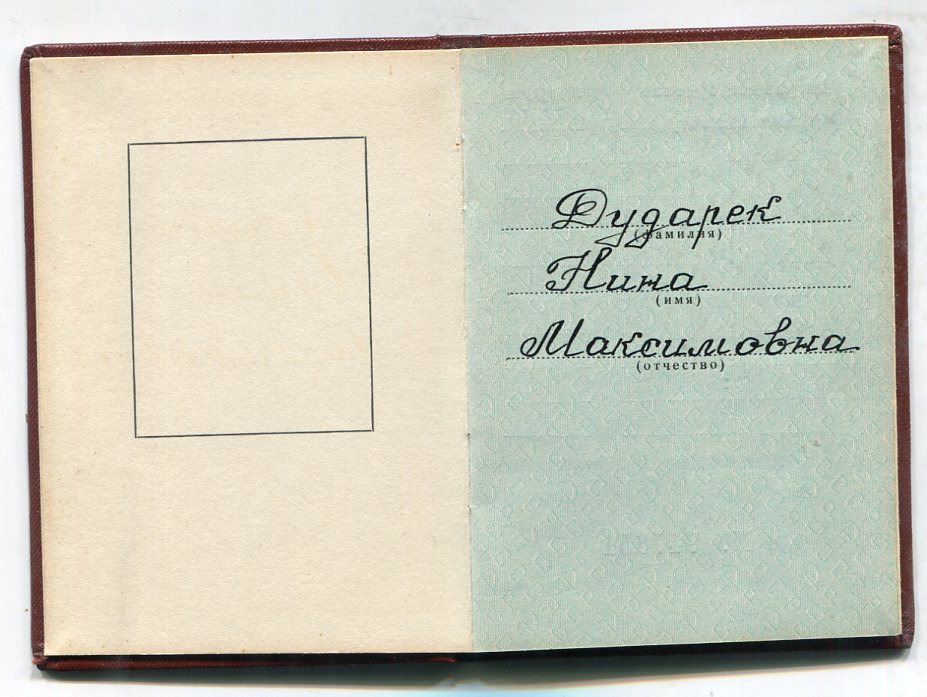 Дударек
(фамилия)
Нина
(имя)
Максимовна
(отчество)